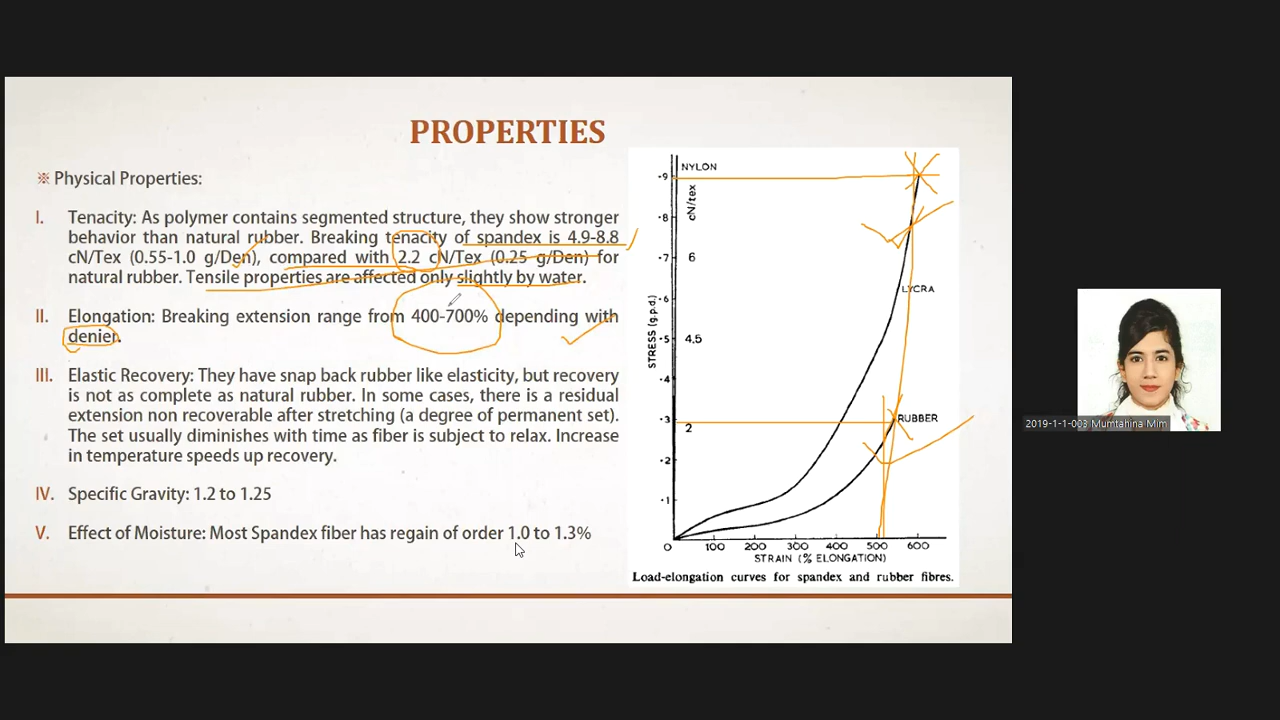 PROPERTIES
※ Physical Properties:
I. Tenacity: As polymer contains segmented structure, they show stronger
behavior than natural rubber. Breaking tenacity of spandex is 4.9-8.8
cN/Tex (0.55-1.0 g/Den), compared with 2.2 cN/Tex (0.25 g/Den) for
natural rubber. Tensile properties are affected only slightly by water.
II. Elongation: Breaking extension range from 400-700% depending with
denier.
III. Elastic Recovery: They have snap back rubber like elasticity, but recovery
is not as complete as natural rubber. In some cases, there is a residual
extension non recoverable after stretching (a degree of permanent set).
The set usually diminishes with time as fiber is subject to relax. Increase
in temperature speeds up recovery.
IV. Specific Gravity: 1.2 to 1.25
V. Effect of Moisture: Most Spandex fiber has regain of order 1.0 to 1.3%
NYLON
·9
cN/tex
·8
·7 6
LYCRA
·6
STRESS (g.p.d.)
·5 4.5
·4
·3 RUBBER
2
·2
·1
0 100 200 300 400 500 600
STRAIN (% ELONGATION)
Load-elongation curves for spandex and rubber fibres.
2019-1-1-003 Mumtahina Mim